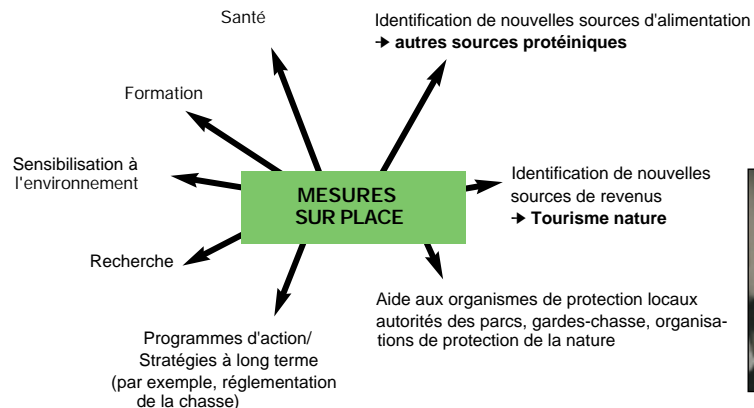 Santé
Identification de nouvelles sources d'alimentation
➔ autres sources protéiniques
Formation
Sensibilisation à
l'environnement
MESURES
SUR PLACE
Identification de nouvelles
sources de revenus
➔ Tourisme nature
Recherche
Aide aux organismes de protection locaux
autorités des parcs, gardes-chasse, organisa-
tions de protection de la nature
Programmes d'action/
Stratégies à long terme
(par exemple, réglementation
de la chasse)